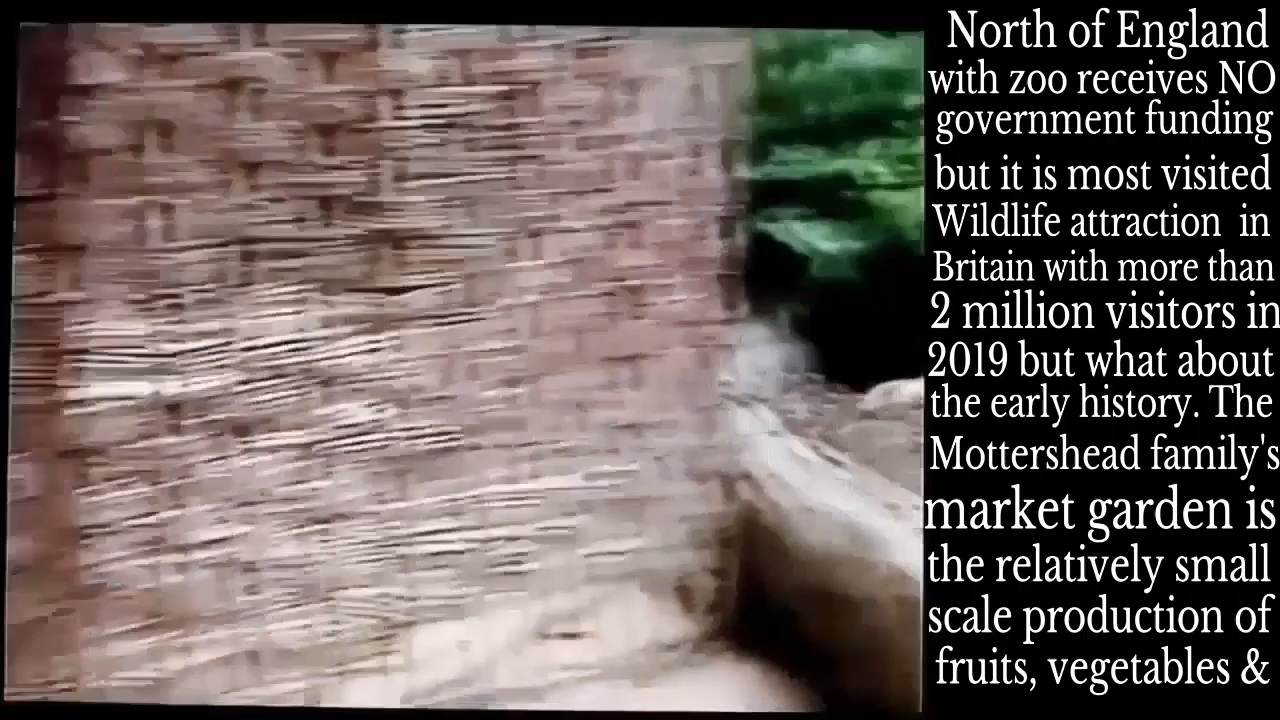 North of England
with zoo receives NO
government funding
but it is most visited
Wildlife attraction in
Britain with more than
2 million visitors in
2019 but what about
the early history. The
Mottershead family's
market garden is
the relatively small
scale production of
fruits, vegetables &